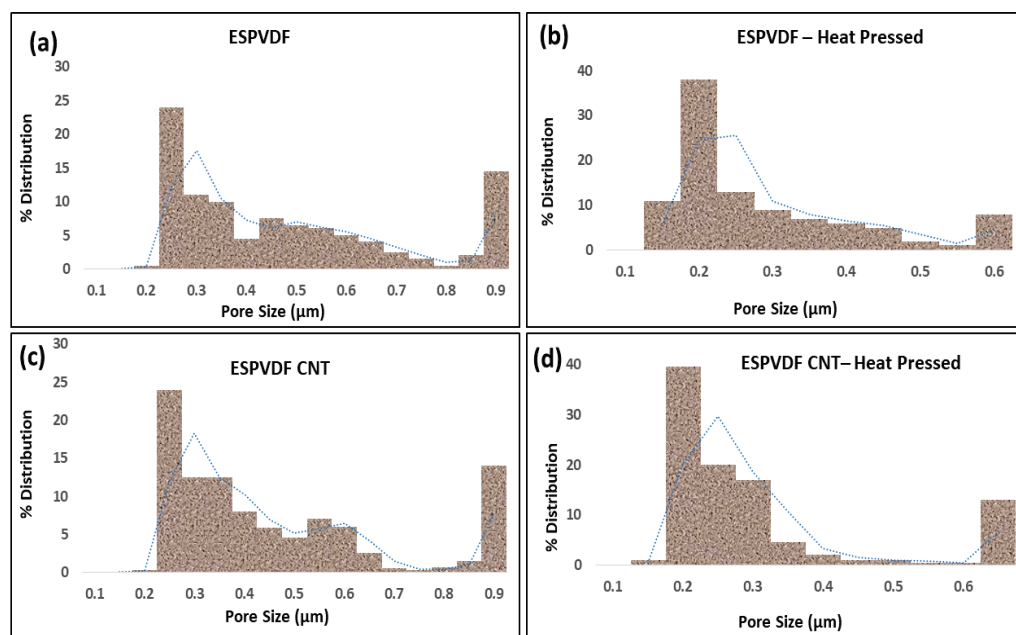 (a)
ESPVDF
% Distribution
30
25
20
15
10
5
0
0.1 0.2 0.3 0.4 0.5 0.6 0.7 0.8 0.9
Pore Size (µm)
(b)
ESPVDF – Heat Pressed
% Distribution
40
30
20
10
0
0.1 0.2 0.3 0.4 0.5 0.6
Pore Size (µm)
(c)
ESPVDF CNT
% Distribution
30
25
20
15
10
5
0
0.1 0.2 0.3 0.4 0.5 0.6 0.7 0.8 0.9
Pore Size (µm)
(d)
ESPVDF CNT– Heat Pressed
% Distribution
40
30
20
10
0
0.1 0.2 0.3 0.4 0.5 0.6
Pore Size (µm)